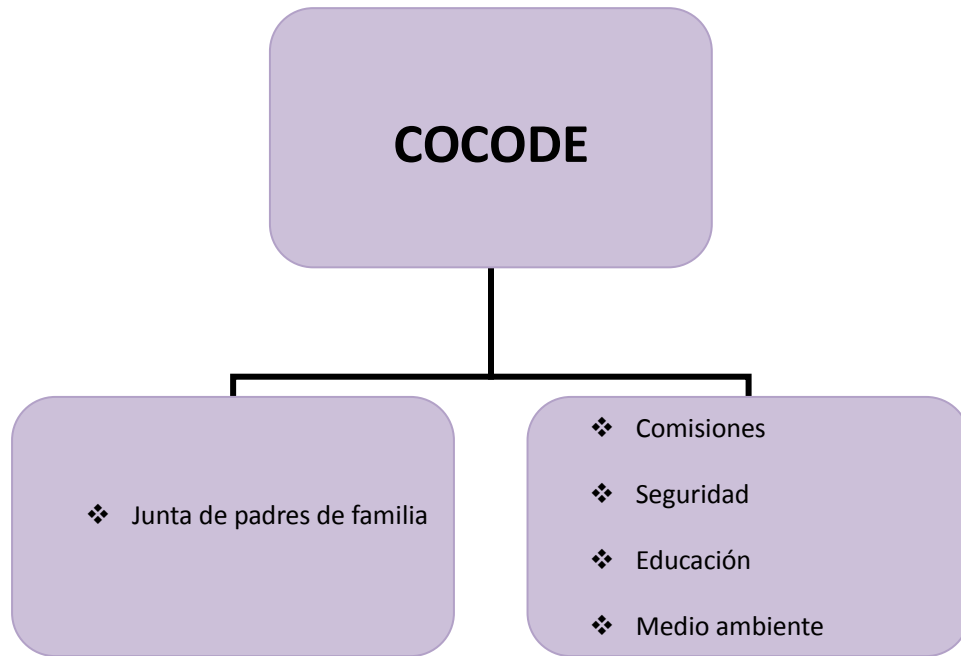 COCODE
❖ Junta de padres de familia
❖ Comisiones
❖ Seguridad
❖ Educación
❖ Medio ambiente